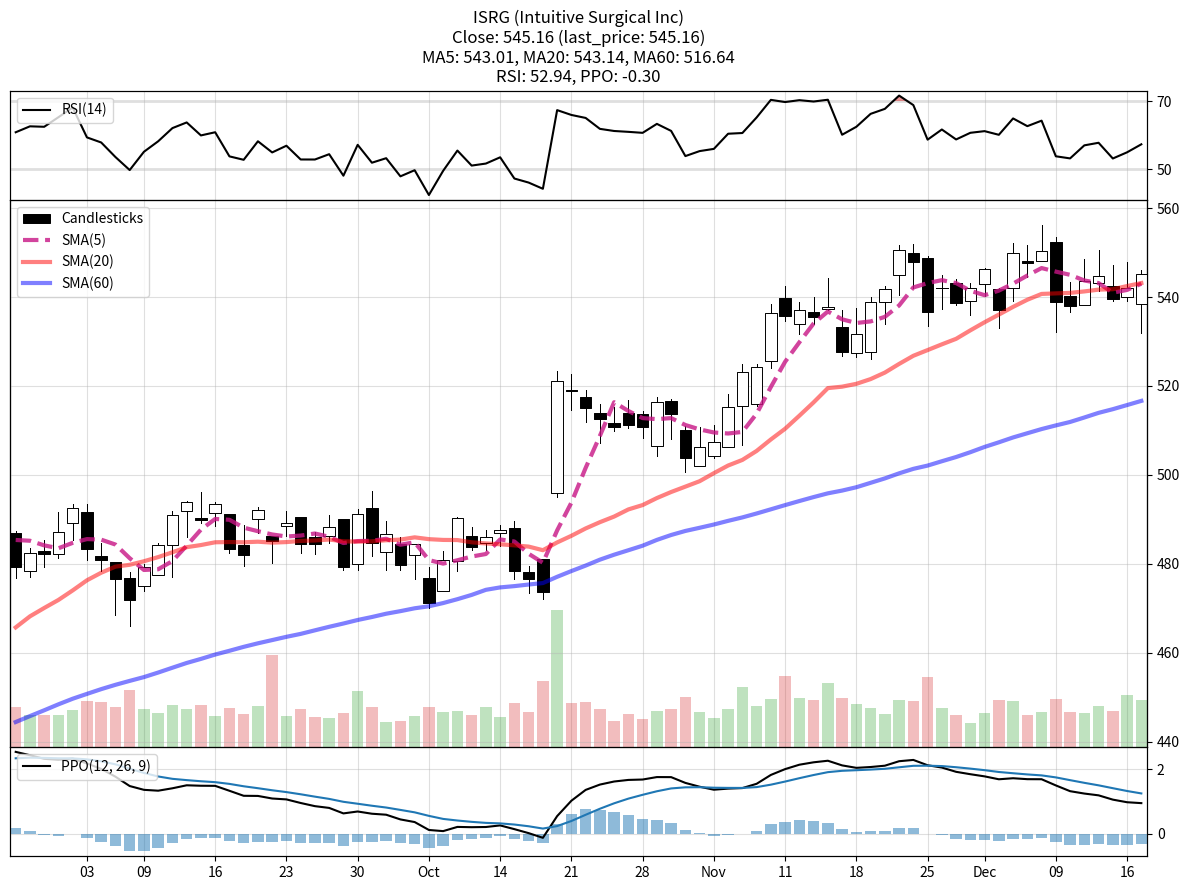 ISRG (Intuitive Surgical Inc)
Close: 545.16 (last_price: 545.16)
MA5: 543.01, MA20: 543.14, MA60: 516.64
RSI: 52.94, PPO: -0.30
RSI(14)
70
50
Candlesticks
SMA(5)
SMA(20)
SMA(60)
560
540
520
500
480
460
440
PPO(12, 26, 9)
2
0
03 09 16 23 30 Oct 14 21 28 Nov 11 18 25 Dec 09 16